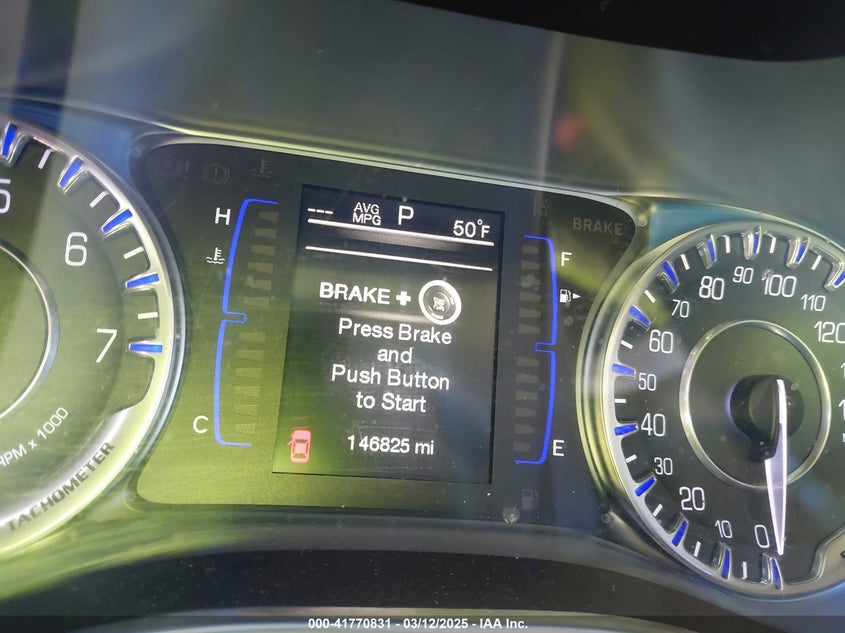 5
6
7
RPM x 1000
TACHOMETER
H
C
--- AVG MPG P 50°F
BRAKE +
Press Brake
and
Push Button
to Start
146825 mi
BRAKE
F
E
0
10
20
30
40
50
60
70
80
90
100
110
120
000-41770831 - 03/12/2025 - IAA Inc.